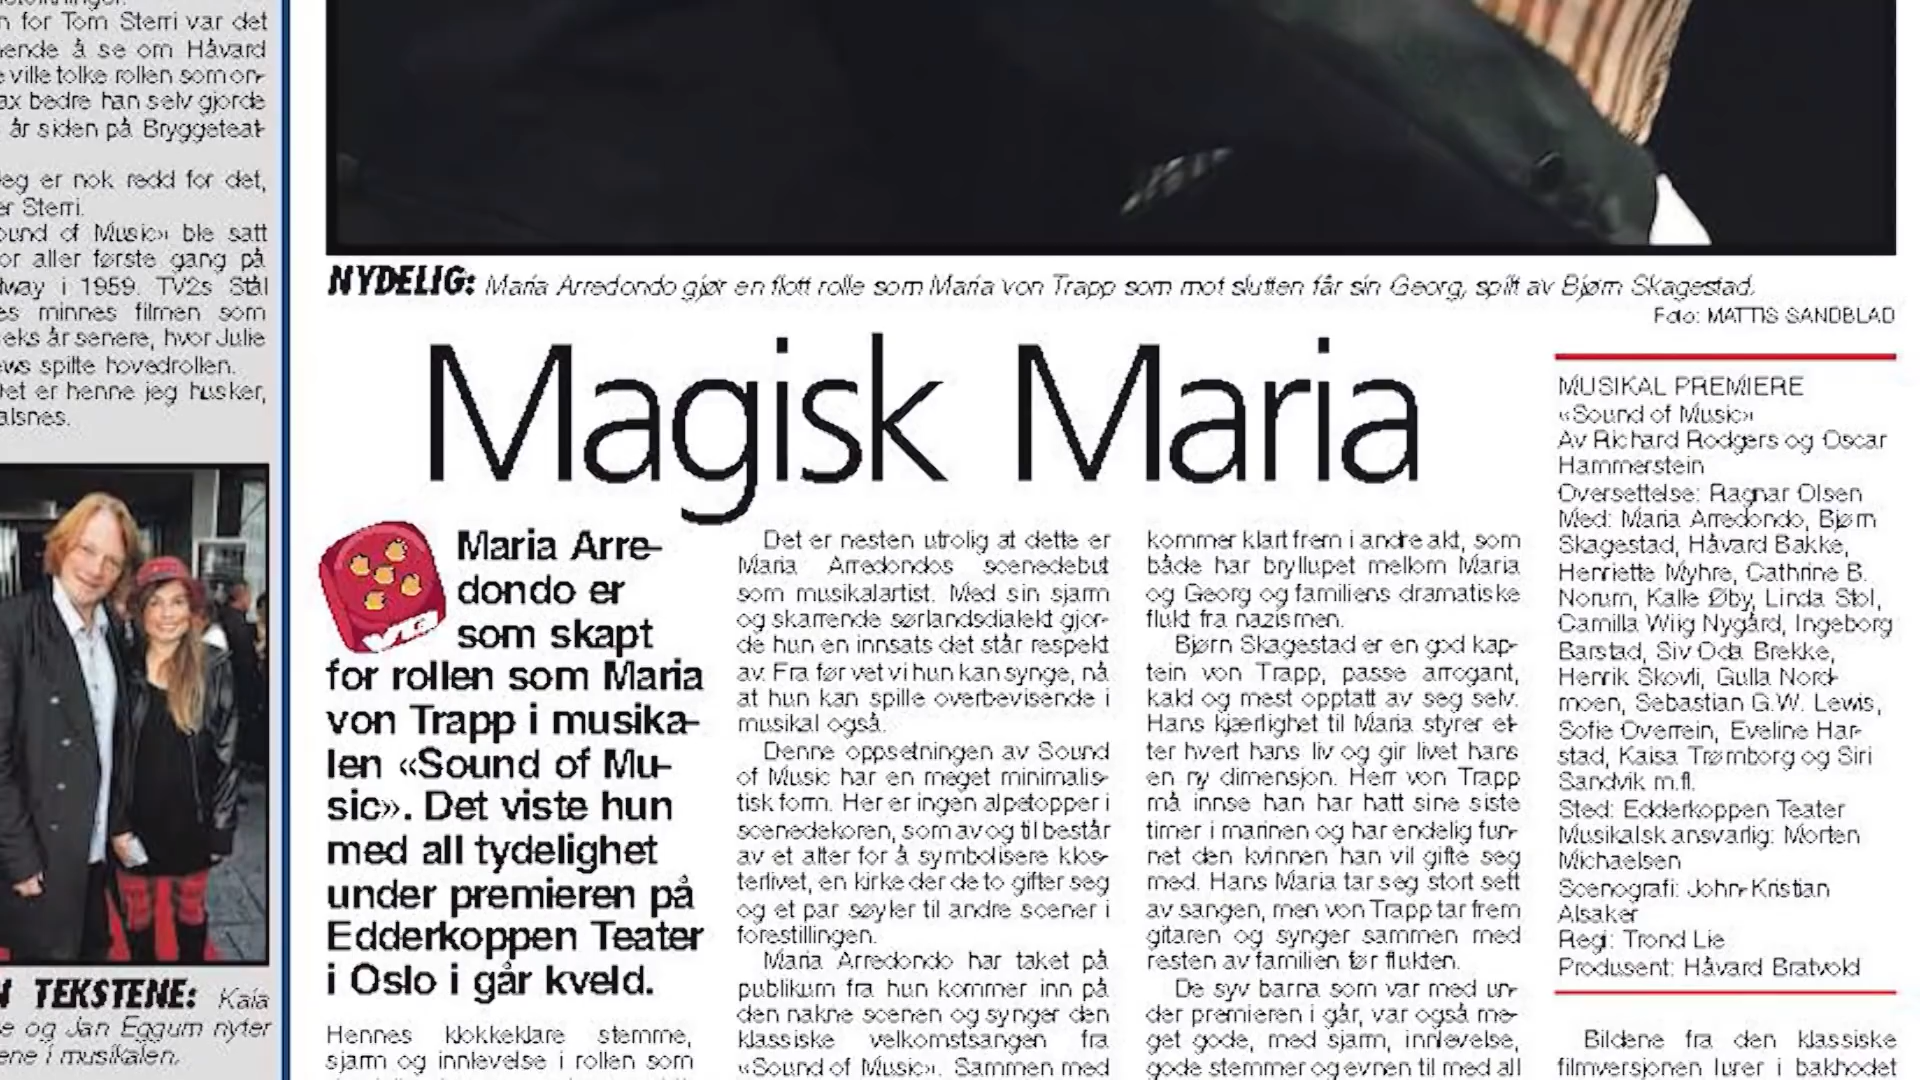 n for Tom Sterri var det
ende å se om Håvard
ville tolke rollen som on-
ax bedre han selv gjorde
år siden på Bryggeteat-
eg er nok redd for det,
er Sterri.
ound of Music» ble satt
or aller første gang på
dway i 1959. TV2s Stål
es minnes filmen som
eks år senere, hvor Julie
ews spilte hovedrollen.
Det er henne jeg husker,
alsnes.
N TEKSTENE: Kaia
e og Jan Eggum nyter
ene i musikalen.
NYDELIG: Maria Arredondo gjør en flott rolle som Maria von Trapp som mot slutten får sin Georg, spilt av Bjørn Skagestad.
Foto: MATTIS SANDBLAD
Magisk Maria
VG
Maria Arre-
dondo er
som skapt
for rollen som Maria
von Trapp i musika-
len «Sound of Mu-
sic». Det viste hun
med all tydelighet
under premieren på
Edderkoppen Teater
i Oslo i går kveld.
Hennes klokkeklare stemme,
sjarm og innlevelse i rollen som
Det er nesten utrolig at dette er
Maria Arredondos scenedebut
som musikalartist. Med sin sjarm
og skarrende sørlandsdialekt gjor-
de hun en innsats det står respekt
av. Fra før vet vi hun kan synge, nå
at hun kan spille overbevisende i
musikal også.
Denne oppsetningen av Sound
of Music har en meget minimalis-
tisk form. Her er ingen alpetopper i
scenedekoren, som av og til består
av et alter for å symbolisere klos-
terlivet, en kirke der de to gifter seg
og et par søyler til andre scener i
forestillingen.
Maria Arredondo har taket på
publikum fra hun kommer inn på
den nakne scenen og synger den
klassiske velkomstsangen fra
«Sound of Music». Sammen med
kommer klart frem i andre akt, som
både har bryllupet mellom Maria
og Georg og familiens dramatiske
flukt fra nazismen.
Bjørn Skagestad er en god kap-
tein von Trapp, passe arrogant,
kald og mest opptatt av seg selv.
Hans kjærlighet til Maria styrer et-
ter hvert hans liv og gir livet hans
en ny dimensjon. Herr von Trapp
må innse han har hatt sine siste
timer i marinen og har endelig fun-
net den kvinnen han vil gifte seg
med. Hans Maria tar seg stort sett
av sangen, men von Trapp tar frem
gitaren og synger sammen med
resten av familien før flukten.
De syv barna som var med un-
der premieren i går, var også me-
get gode, med sjarm, innlevelse,
gode stemmer og evnen til med all
MUSIKAL PREMIERE
«Sound of Music»
Av Richard Rodgers og Oscar
Hammerstein
Oversettelse: Ragnar Olsen
Med: Maria Arredondo, Bjørn
Skagestad, Håvard Bakke,
Henriette Myhre, Cathrine B.
Norum, Kalle Øby, Linda Stol,
Camilla Wiig Nygård, Ingeborg
Barstad, Siv Oda Brekke,
Henrik Skovli, Gulla Nord-
moen, Sebastian G.W. Lewis,
Sofie Overrein, Eveline Har-
stad, Kaisa Trømborg og Siri
Sandvik m.fl.
Sted: Edderkoppen Teater
Musikalsk ansvarlig: Morten
Michaelsen
Scenografi: John-Kristian
Alsaker
Regi: Trond Lie
Produsent: Håvard Bratvold
Bildene fra den klassiske
filmversjonen lurer i bakhodet